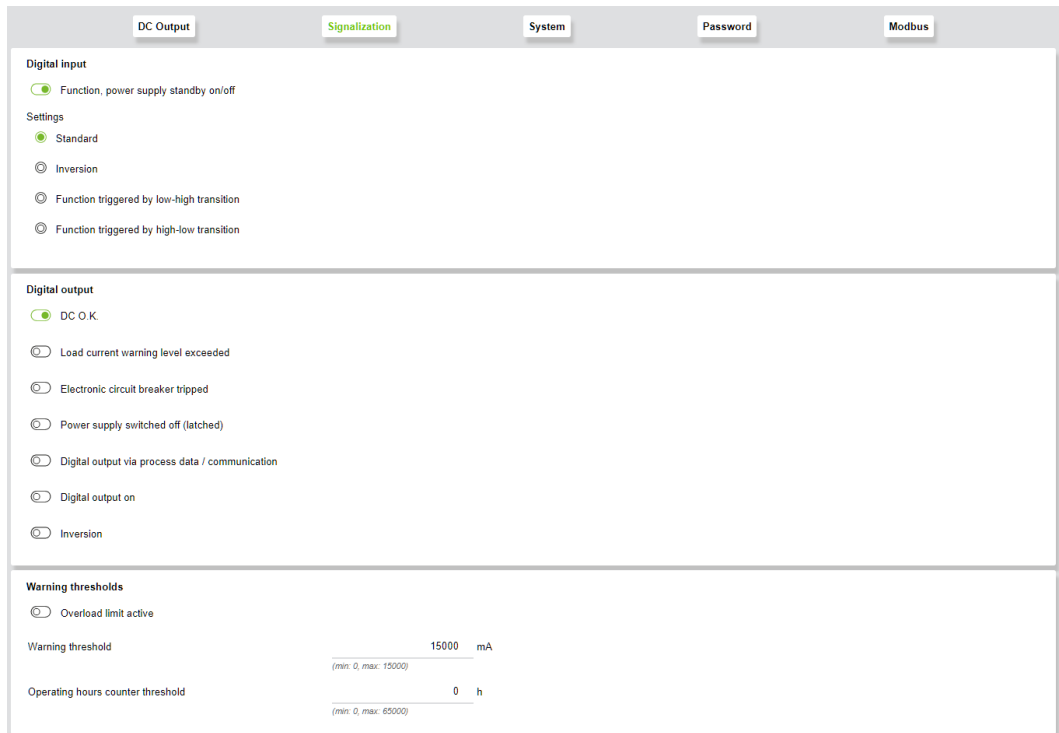 DC Output Signalization System Password Modbus
Digital input
Function, power supply standby on/off
Settings
Standard
Inversion
Function triggered by low-high transition
Function triggered by high-low transition
Digital output
DC O.K.
Load current warning level exceeded
Electronic circuit breaker tripped
Power supply switched off (latched)
Digital output via process data / communication
Digital output on
Inversion
Warning thresholds
Overload limit active
Warning threshold 15000 mA
(min: 0, max: 15000)
Operating hours counter threshold 0 h
(min: 0, max: 65000)